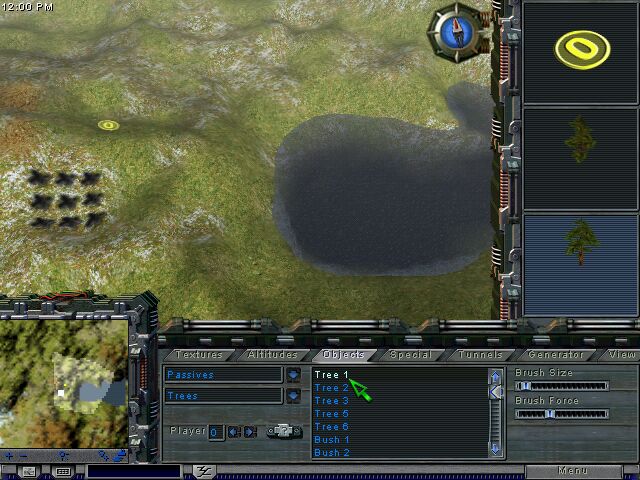 12:00 PM
0
Textures Altitudes Objects Special Tunnels Generator View
Passives
Trees
Player 0
Tree 1
Tree 2
Tree 3
Tree 5
Tree 6
Bush 1
Bush 2
Brush Size
Brush Force
Menu